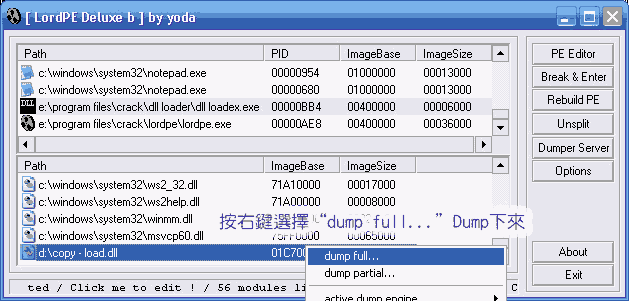 [ LordPE Deluxe b ] by yoda
Path PID ImageBase ImageSize
c:\windows\system32\notepad.exe 00000954 01000000 00013000
c:\windows\system32\notepad.exe 00000680 01000000 00013000
e:\program files\crack\dll loader\dll loadex.exe 00000BB4 00400000 00006000
e:\program files\crack\lordpe\lordpe.exe 00000AE8 00400000 00036000
Path ImageBase ImageSize
c:\windows\system32\ws2_32.dll 71A10000 00017000
c:\windows\system32\ws2help.dll 71A00000 00008000
c:\windows\system32\winmm.dll
c:\windows\system32\msvcp60.dll 75FF0000 00065000
d:\copy - load.dll 01C700
按右鍵選擇“dump full...”Dump下來
dump full...
dump partial...
active dump engine
ted / Click me to edit ! / 56 modules li
PE Editor
Break & Enter
Rebuild PE
Unsplit
Dumper Server
Options
About
Exit